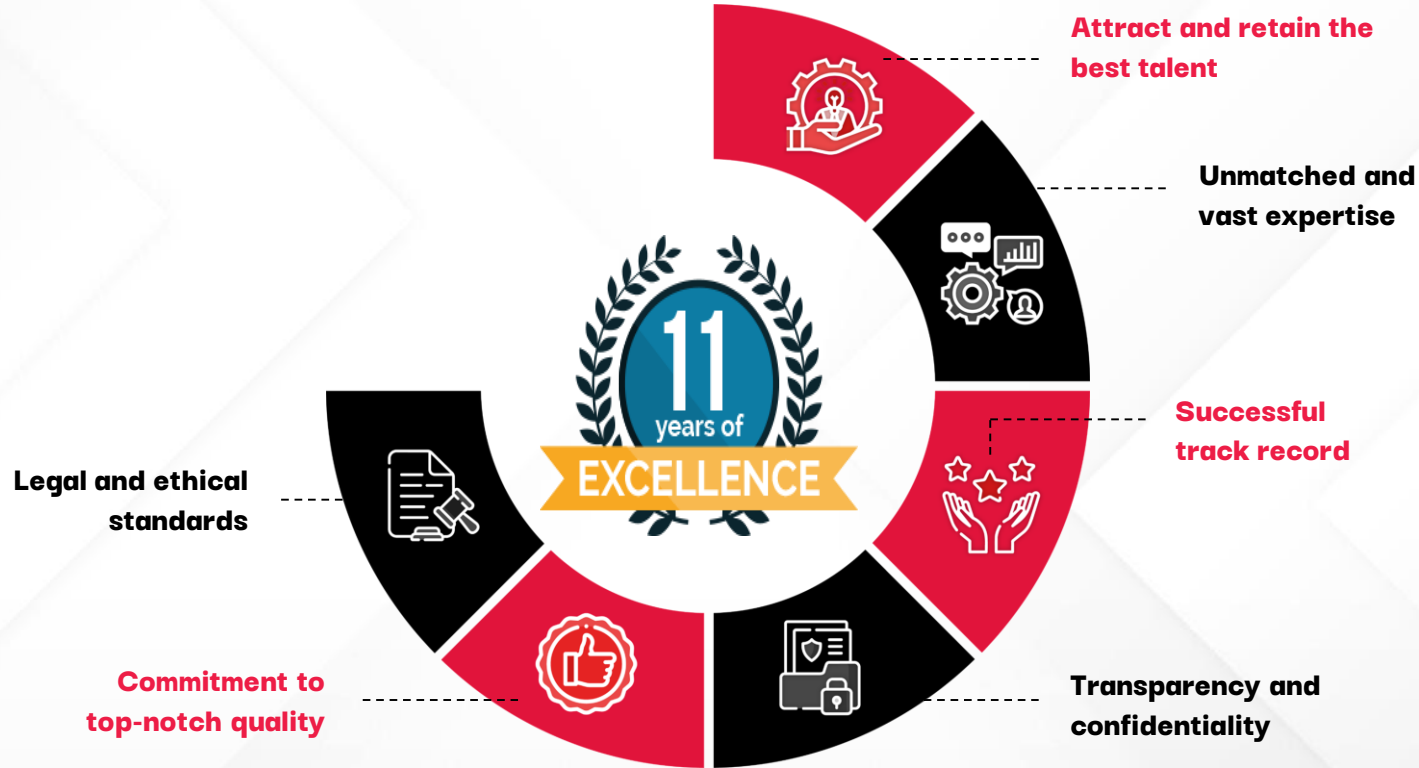 Attract and retain the
best talent
Unmatched and
vast expertise
Successful
track record
Transparency and
confidentiality
Commitment to
top-notch quality
Legal and ethical
standards
11
years of
EXCELLENCE